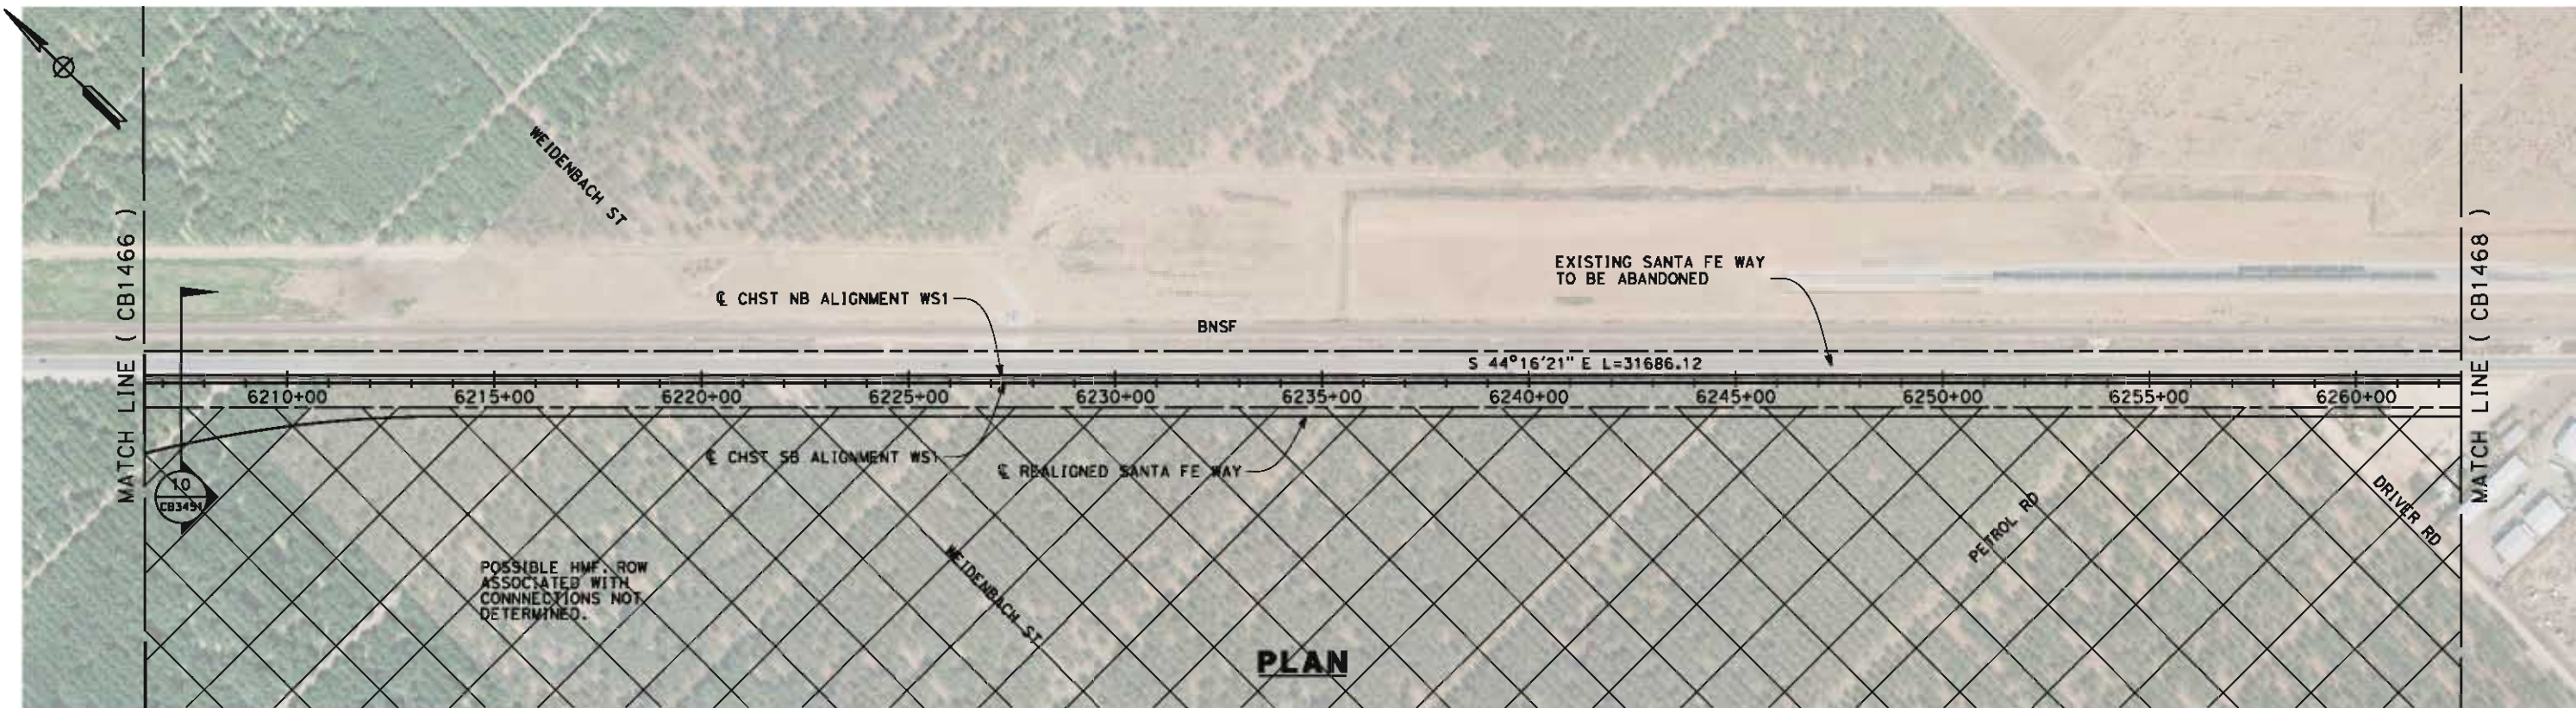 WEIDENBACH ST
MATCH LINE ( CB1466 )
℄ CHST NB ALIGNMENT WS1
BNSF
EXISTING SANTA FE WAY
TO BE ABANDONED
MATCH LINE ( CB1468 )
S 44°16'21" E L=31686.12
6210+00 6215+00 6220+00 6225+00 6230+00 6235+00 6240+00 6245+00 6250+00 6255+00 6260+00
℄ CHST SB ALIGNMENT WS1
℄ REALIGNED SANTA FE WAY
10
CB3491
POSSIBLE HMF. ROW
ASSOCIATED WITH
CONNNECTIONS NOT
DETERMINED.
WEIDENBACH ST
PETROL RD
DRIVER RD
PLAN